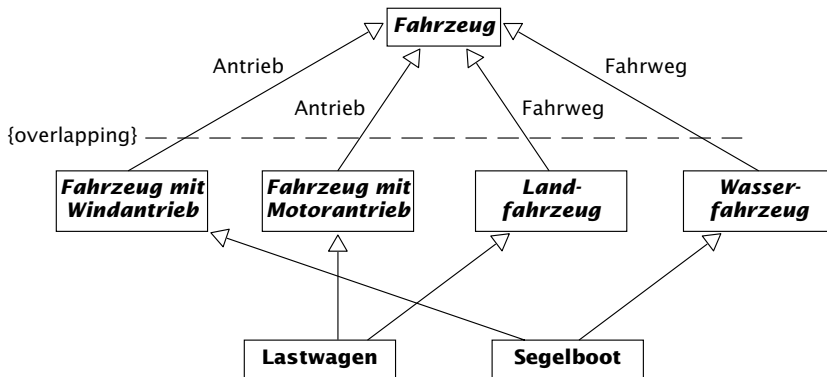 Fahrzeug
Antrieb
Fahrweg
Antrieb
Fahrweg
{overlapping}
Fahrzeug mit
Windantrieb
Fahrzeug mit
Motorantrieb
Land-
fahrzeug
Wasser-
fahrzeug
Lastwagen
Segelboot